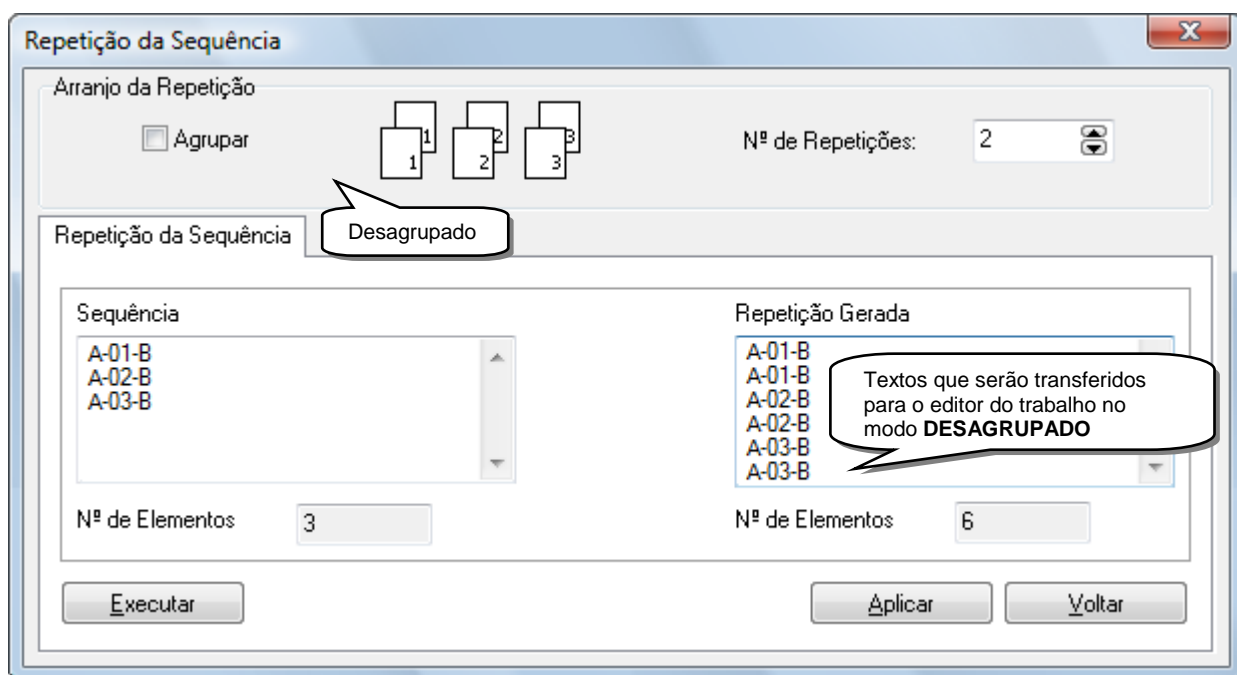 Repetição da Sequência
Arranjo da Repetição
Agrupar
1
1
2
2
3
3
Nº de Repetições:
2
Desagrupado
Repetição da Sequência
Sequência
A-01-B
A-02-B
A-03-B
Nº de Elementos
3
Repetição Gerada
A-01-B
A-01-B
A-02-B
A-02-B
A-03-B
A-03-B
Textos que serão transferidos
para o editor do trabalho no
modo DESAGRUPADO
Nº de Elementos
6
Executar
Aplicar
Voltar